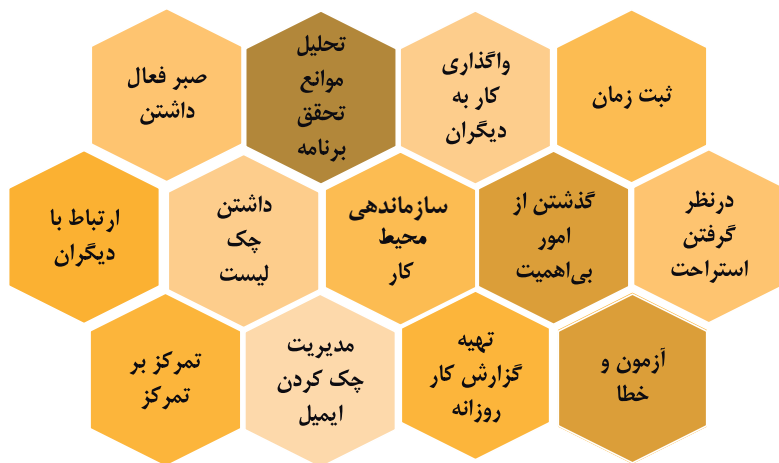 ثبت زمان
واگذاری
کار به
دیگران
تحلیل
موانع
تحقق
برنامه
صبر فعال
داشتن
درنظر
گرفتن
استراحت
گذشتن از
امور
بی‌اهمیت
سازماندهی
محیط
کار
داشتن
چک
لیست
ارتباط با
دیگران
آزمون و
خطا
تهیه
گزارش کار
روزانه
مدیریت
چک کردن
ایمیل
تمرکز بر
تمرکز